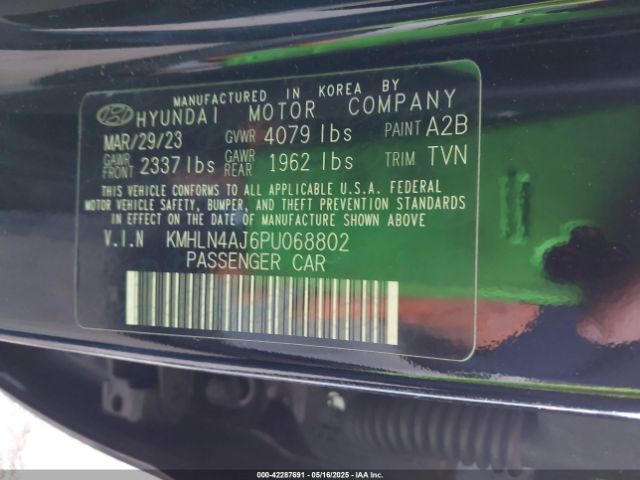 MANUFACTURED IN KOREA BY
HYUNDAI MOTOR COMPANY
MAR/29/23 GVWR 4079 lbs PAINT A2B
GAWR FRONT 2337 lbs GAWR REAR 1962 lbs TRIM TVN
THIS VEHICLE CONFORMS TO ALL APPLICABLE U.S.A. FEDERAL
MOTOR VEHICLE SAFETY, BUMPER, AND THEFT PREVENTION STANDARDS
IN EFFECT ON THE DATE OF MANUFACTURE SHOWN ABOVE
V.I.N KMHLN4AJ6PU068802
PASSENGER CAR
000-42287691 - 05/16/2025 - IAA Inc.